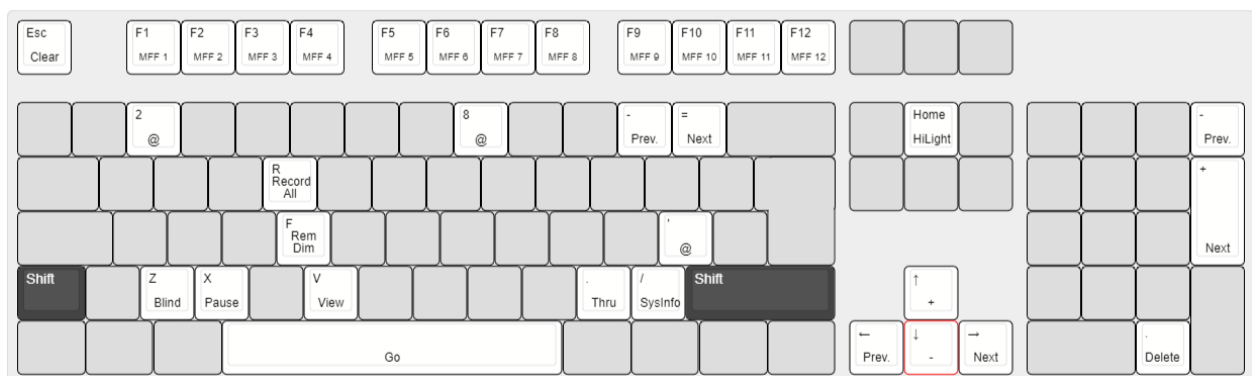 Esc
Clear
F1
MFF 1
F2
MFF 2
F3
MFF 3
F4
MFF 4
F5
MFF 5
F6
MFF 6
F7
MFF 7
F8
MFF 8
F9
MFF 9
F10
MFF 10
F11
MFF 11
F12
MFF 12
2
@
8
@
-
Prev.
=
Next
Home
HiLight
-
Prev.
R
Record
All
+
Next
F
Rem
Dim
'
@
Shift
Z
Blind
X
Pause
V
View
.
Thru
/
SysInfo
Shift
↑
+
Go
←
Prev.
↓
-
→
Next
.
Delete